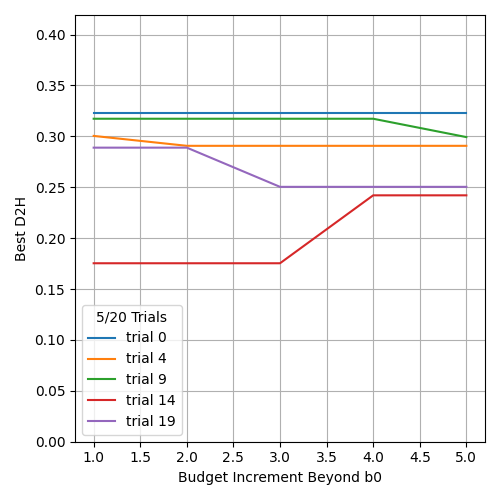 Best D2H
0.40
0.35
0.30
0.25
0.20
0.15
0.10
0.05
0.00
5/20 Trials
trial 0
trial 4
trial 9
trial 14
trial 19
1.0 1.5 2.0 2.5 3.0 3.5 4.0 4.5 5.0
Budget Increment Beyond b0